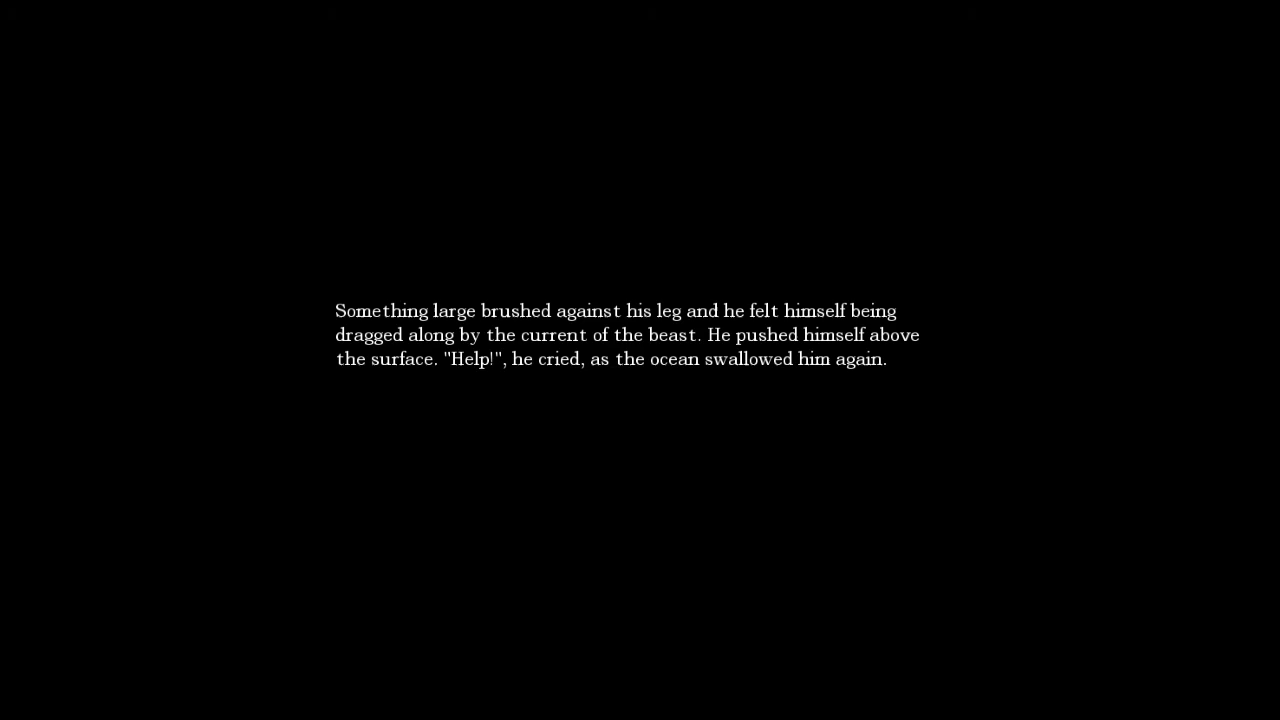 Something large brushed against his leg and he felt himself being
dragged along by the current of the beast. He pushed himself above
the surface. "Help!", he cried, as the ocean swallowed him again.